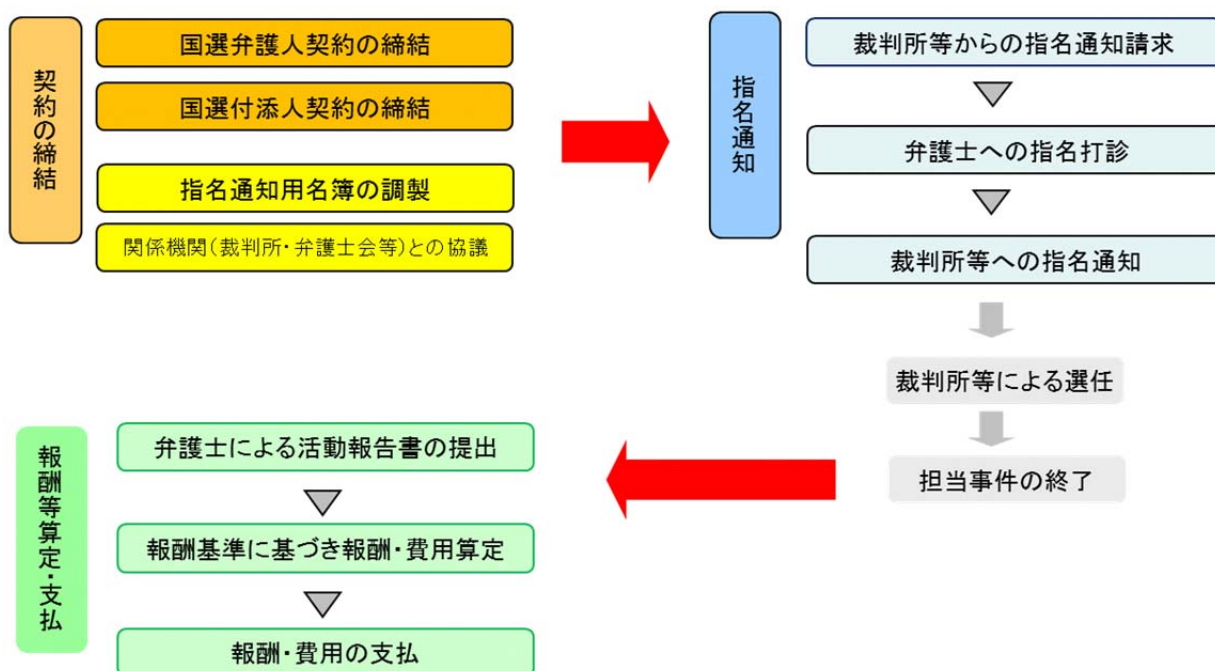 契約の締結
国選弁護人契約の締結
国選付添人契約の締結
指名通知用名簿の調製
関係機関(裁判所・弁護士会等)との協議
指名通知
裁判所等からの指名通知請求
弁護士への指名打診
裁判所等への指名通知
裁判所等による選任
担当事件の終了
報酬等算定・支払
弁護士による活動報告書の提出
報酬基準に基づき報酬・費用算定
報酬・費用の支払